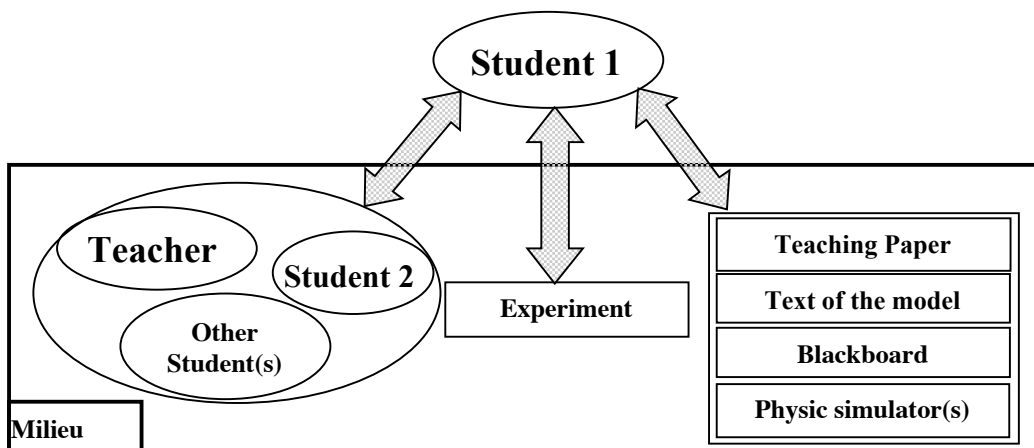 Student 1
Teacher
Student 2
Other
Student(s)
Experiment
Teaching Paper
Text of the model
Blackboard
Physic simulator(s)
Milieu